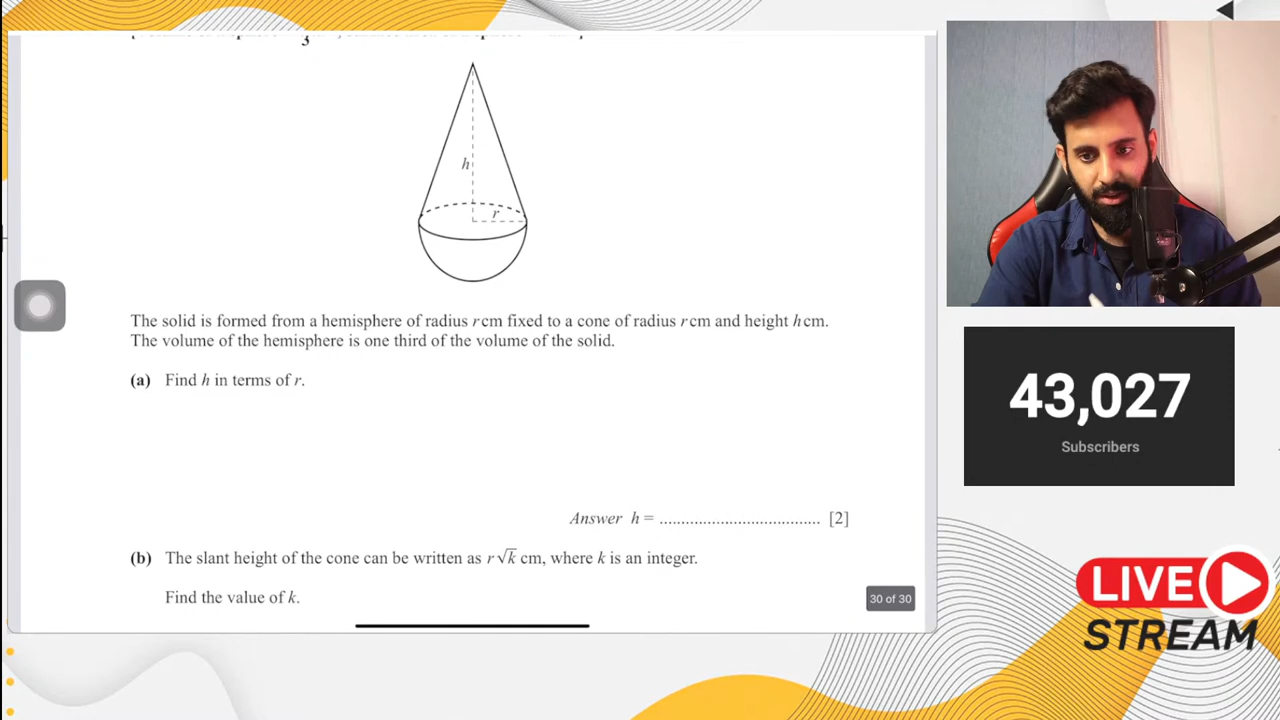 h
r
The solid is formed from a hemisphere of radius r cm fixed to a cone of radius r cm and height h cm.
The volume of the hemisphere is one third of the volume of the solid.
(a) Find h in terms of r.
Answer h = .................................... [2]
(b) The slant height of the cone can be written as r√k cm, where k is an integer.
Find the value of k.
30 of 30
43,027
Subscribers
LIVE
STREAM